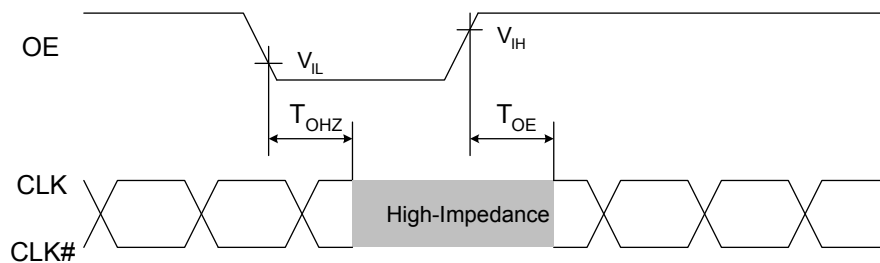 OE
V_IL
V_IH
T_OHZ
T_OE
CLK
High-Impedance
CLK#